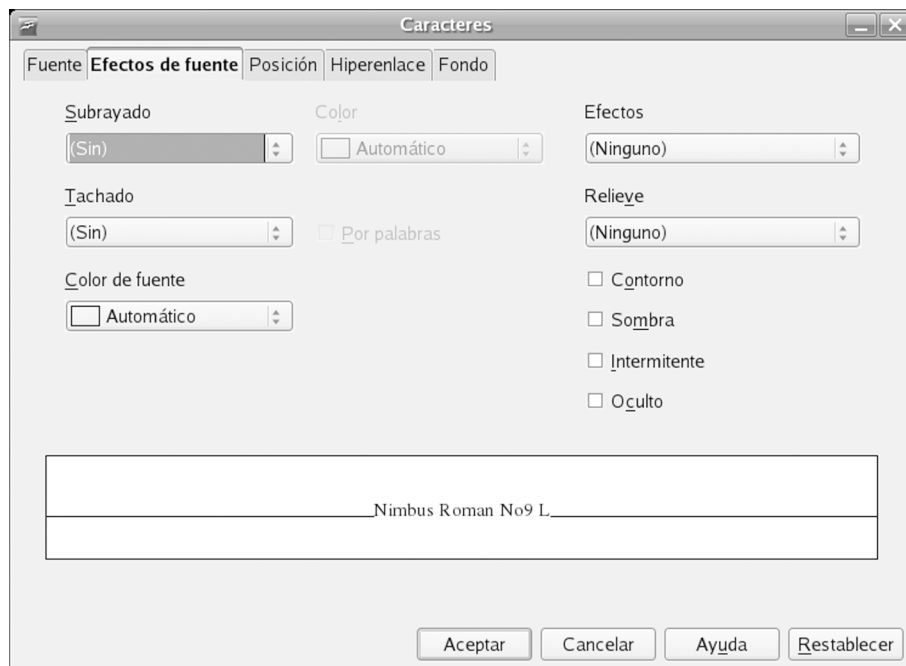 Caracteres
Fuente Efectos de fuente Posición Hiperenlace Fondo
Subrayado Color Efectos
(Sin) Automático (Ninguno)
Tachado Relieve
(Sin) Por palabras (Ninguno)
Color de fuente Contorno
Automático Sombra
Intermitente
Oculto
Nimbus Roman No9 L
Aceptar Cancelar Ayuda Restablecer